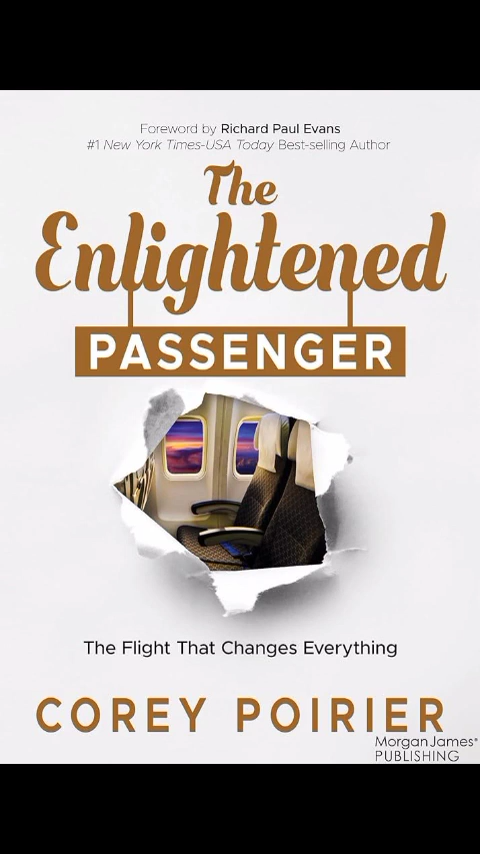 Foreword by Richard Paul Evans
#1 New York Times-USA Today Best-selling Author
The
Enlightened
PASSENGER
The Flight That Changes Everything
COREY POIRIER
Morgan James®
PUBLISHING